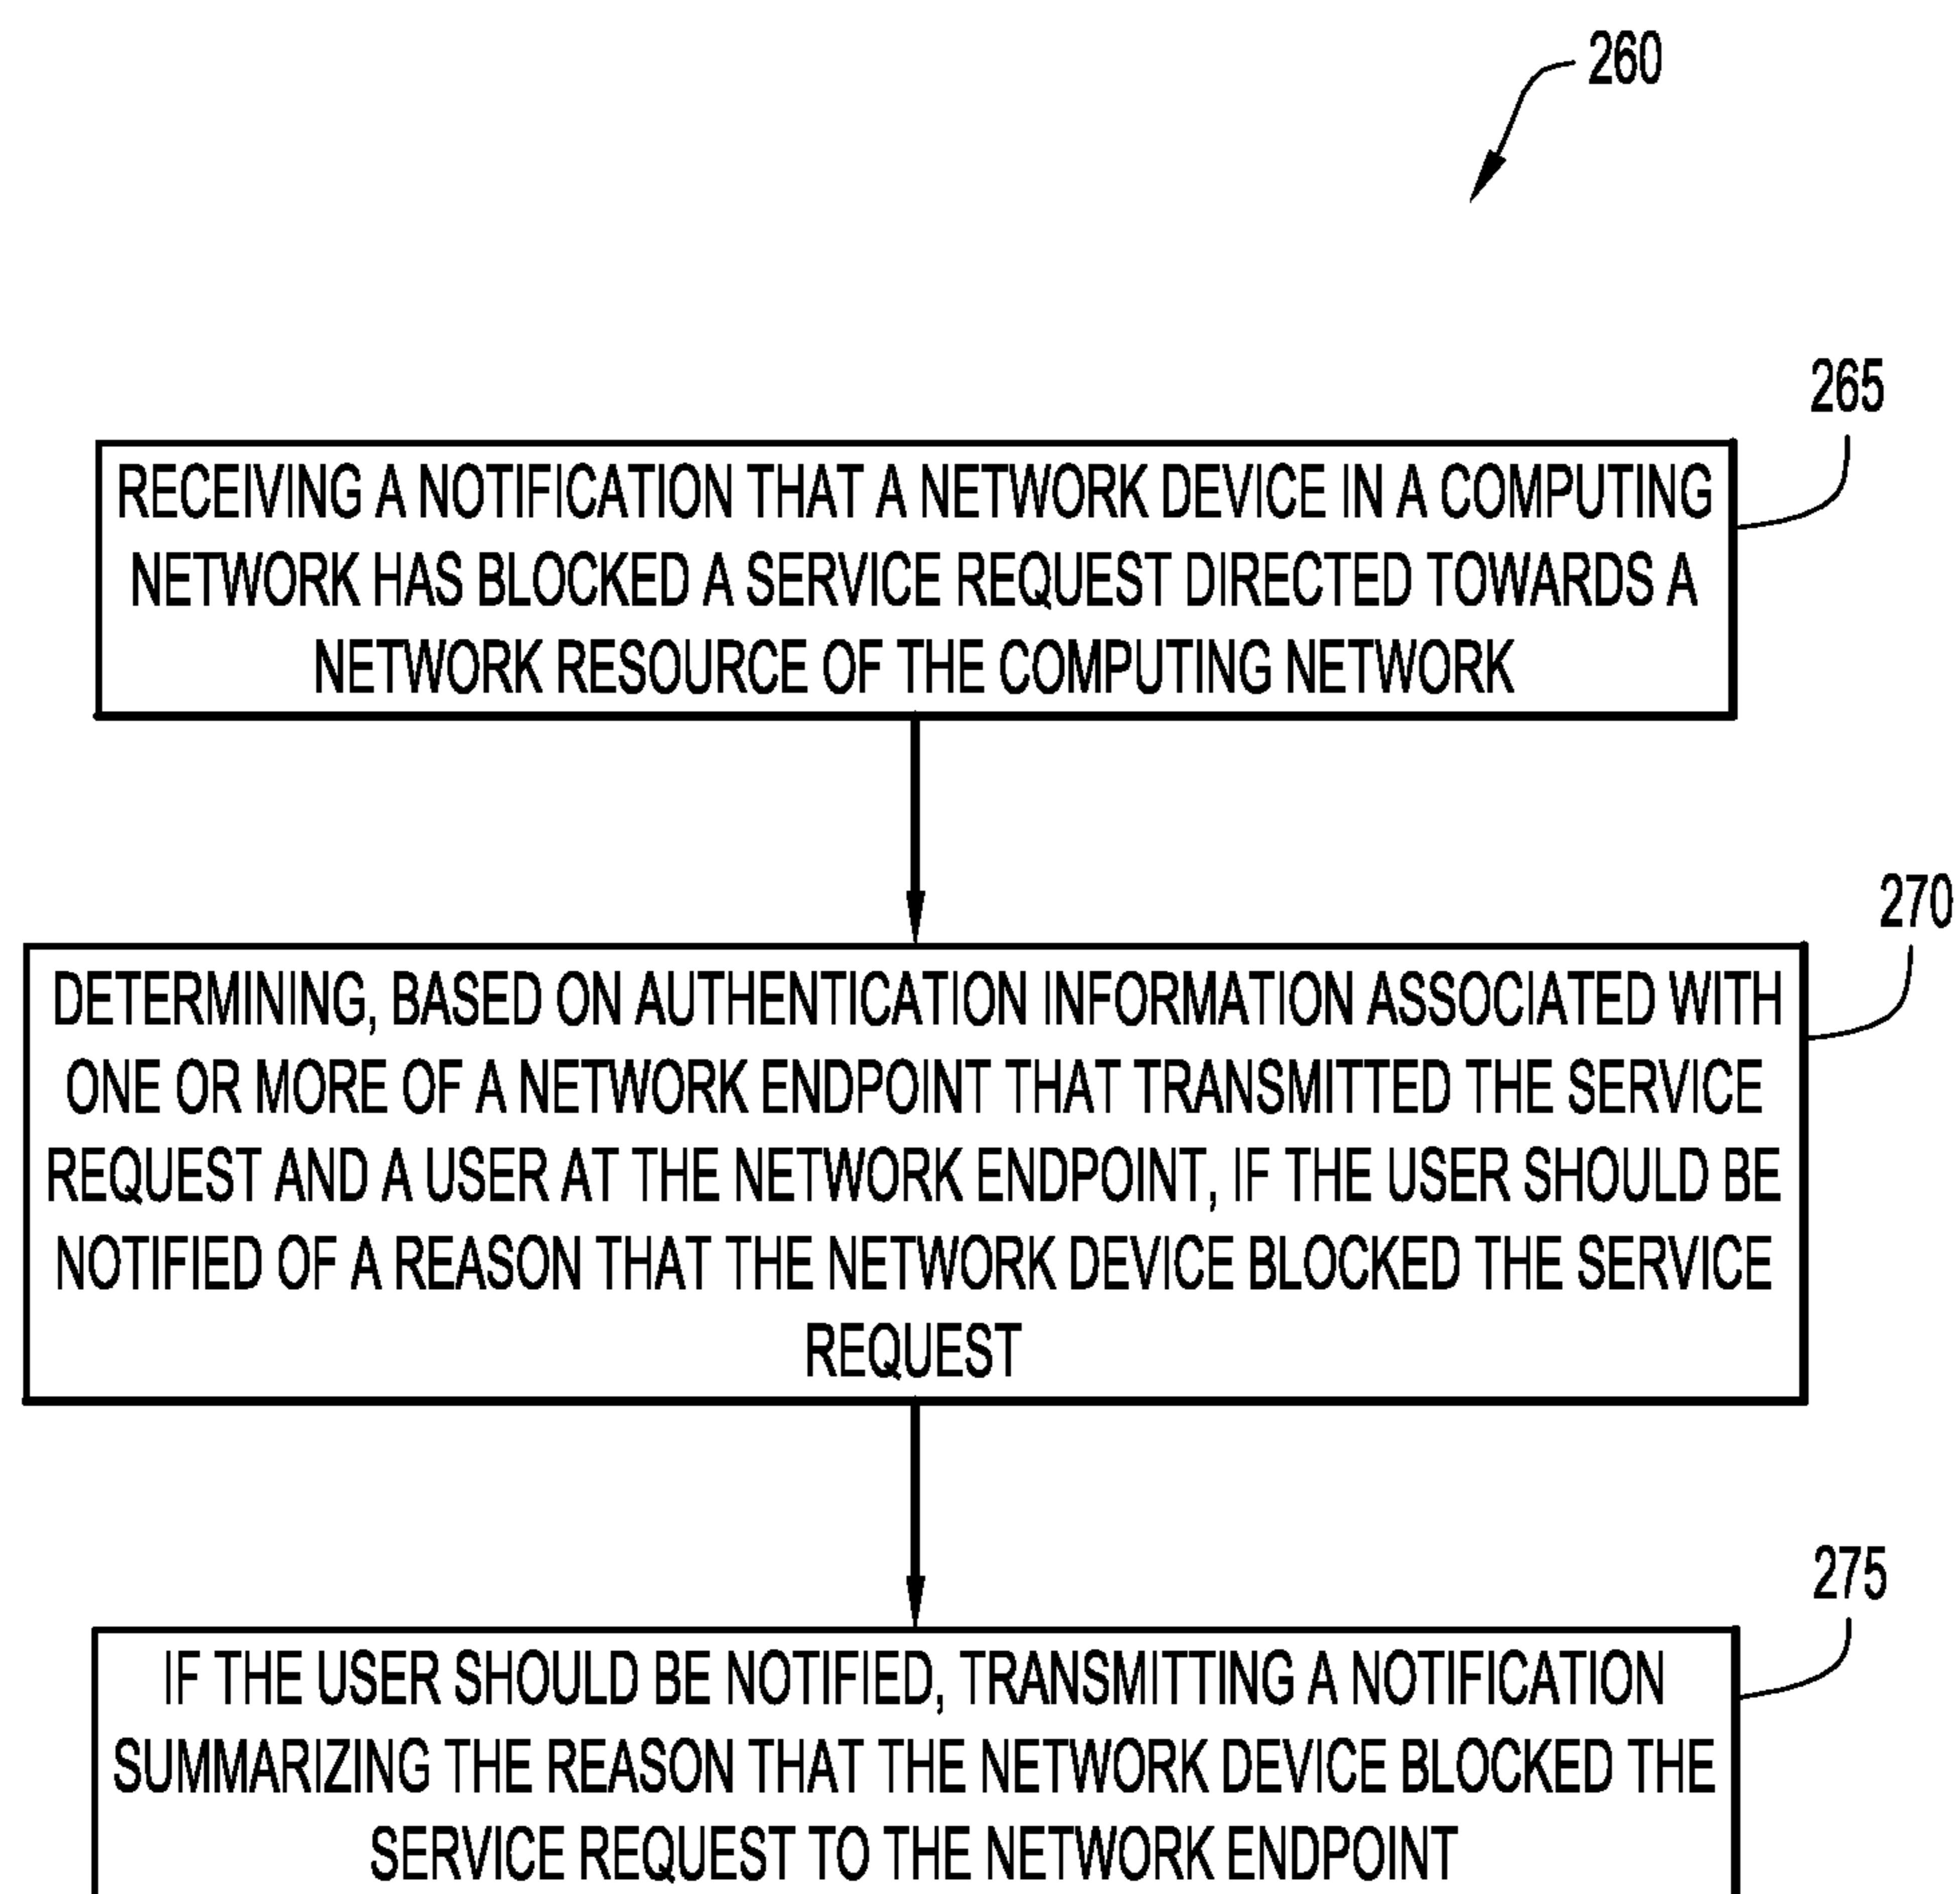 260
265
RECEIVING A NOTIFICATION THAT A NETWORK DEVICE IN A COMPUTING
NETWORK HAS BLOCKED A SERVICE REQUEST DIRECTED TOWARDS A
NETWORK RESOURCE OF THE COMPUTING NETWORK
270
DETERMINING, BASED ON AUTHENTICATION INFORMATION ASSOCIATED WITH
ONE OR MORE OF A NETWORK ENDPOINT THAT TRANSMITTED THE SERVICE
REQUEST AND A USER AT THE NETWORK ENDPOINT, IF THE USER SHOULD BE
NOTIFIED OF A REASON THAT THE NETWORK DEVICE BLOCKED THE SERVICE
REQUEST
275
IF THE USER SHOULD BE NOTIFIED, TRANSMITTING A NOTIFICATION
SUMMARIZING THE REASON THAT THE NETWORK DEVICE BLOCKED THE
SERVICE REQUEST TO THE NETWORK ENDPOINT